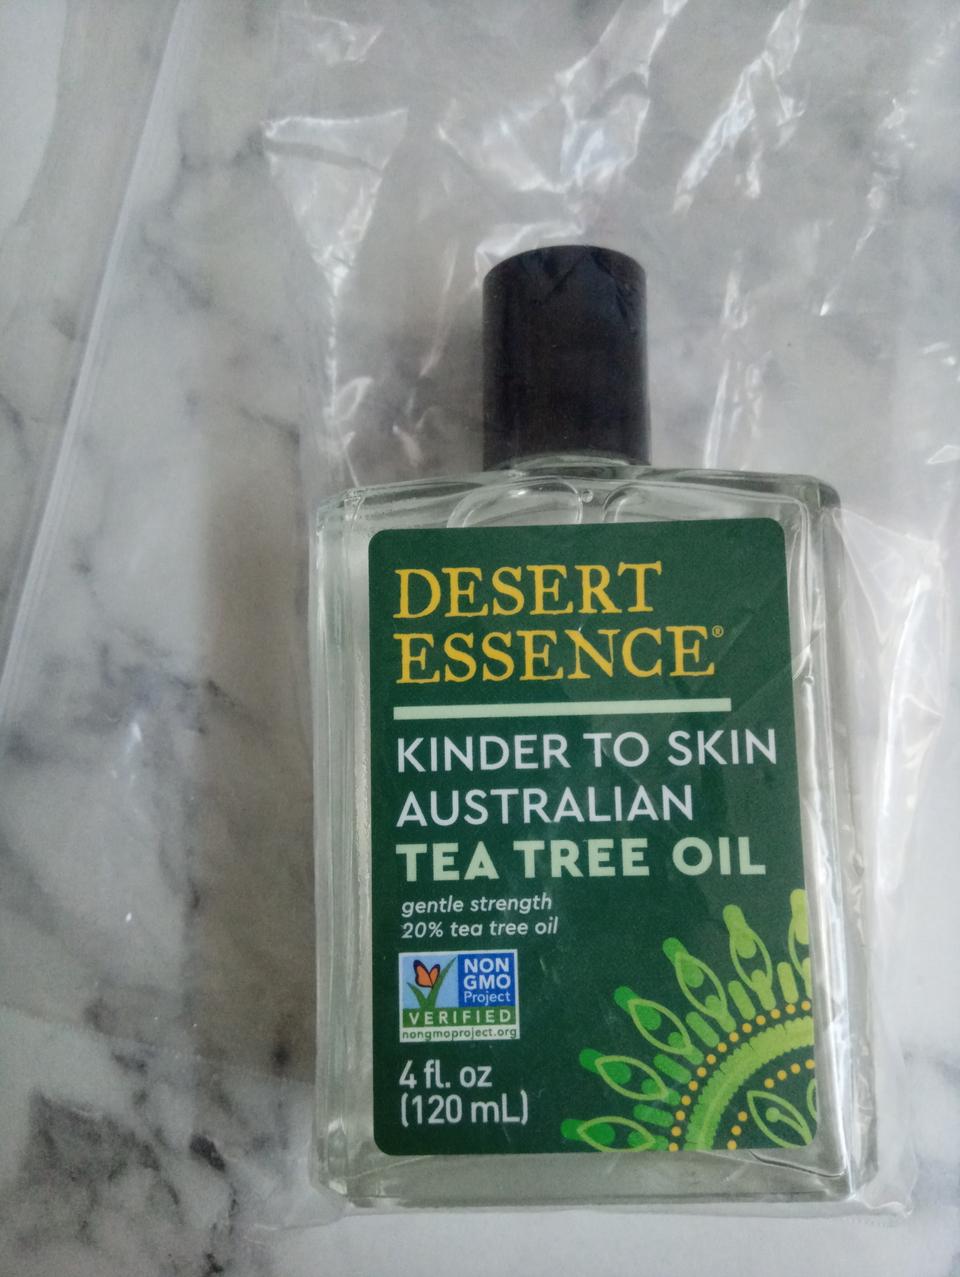 DESERT
ESSENCE®
KINDER TO SKIN
AUSTRALIAN
TEA TREE OIL
gentle strength
20% tea tree oil
NON
GMO
Project
VERIFIED
nongmoproject.org
4 fl. oz
(120 mL)